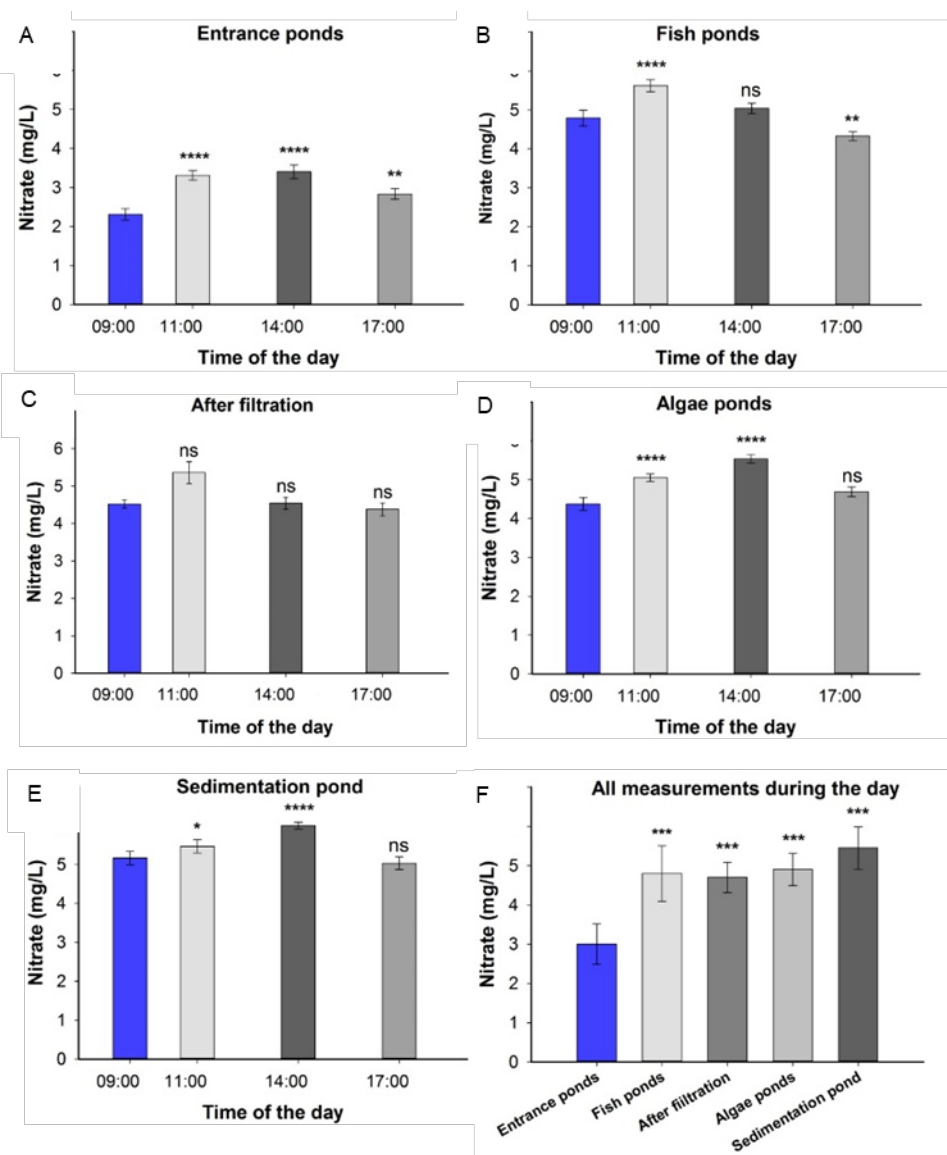 A
Entrance ponds
Nitrate (mg/L)
5
4
3
2
1
0
****
****
**
09:00 11:00 14:00 17:00
Time of the day
B
Fish ponds
Nitrate (mg/L)
5
4
3
2
1
0
****
ns
**
09:00 11:00 14:00 17:00
Time of the day
C
After filtration
Nitrate (mg/L)
6
5
4
3
2
1
0
ns
ns
ns
09:00 11:00 14:00 17:00
Time of the day
D
Algae ponds
Nitrate (mg/L)
5
4
3
2
1
0
****
****
ns
09:00 11:00 14:00 17:00
Time of the day
E
Sedimentation pond
Nitrate (mg/L)
5
4
3
2
1
0
*
****
ns
09:00 11:00 14:00 17:00
Time of the day
F
All measurements during the day
Nitrate (mg/L)
5
4
3
2
1
0
***
***
***
***
Entrance ponds
Fish ponds
After fiiltration
Algae ponds
Sedimentation pond